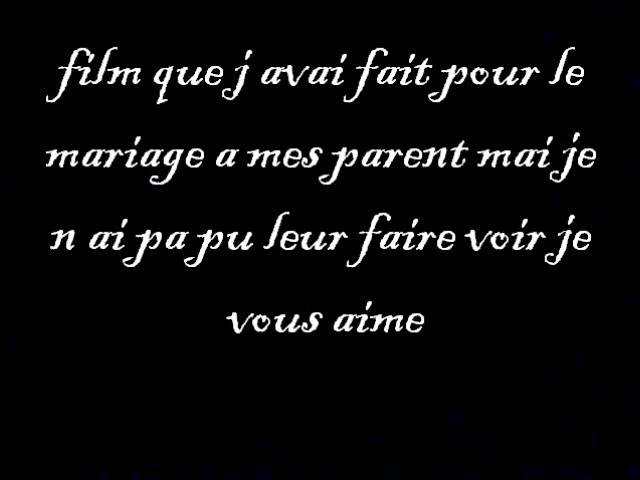 film que j avai fait pour le
mariage a mes parent mai je
n ai pa pu leur faire voir je
vous aime